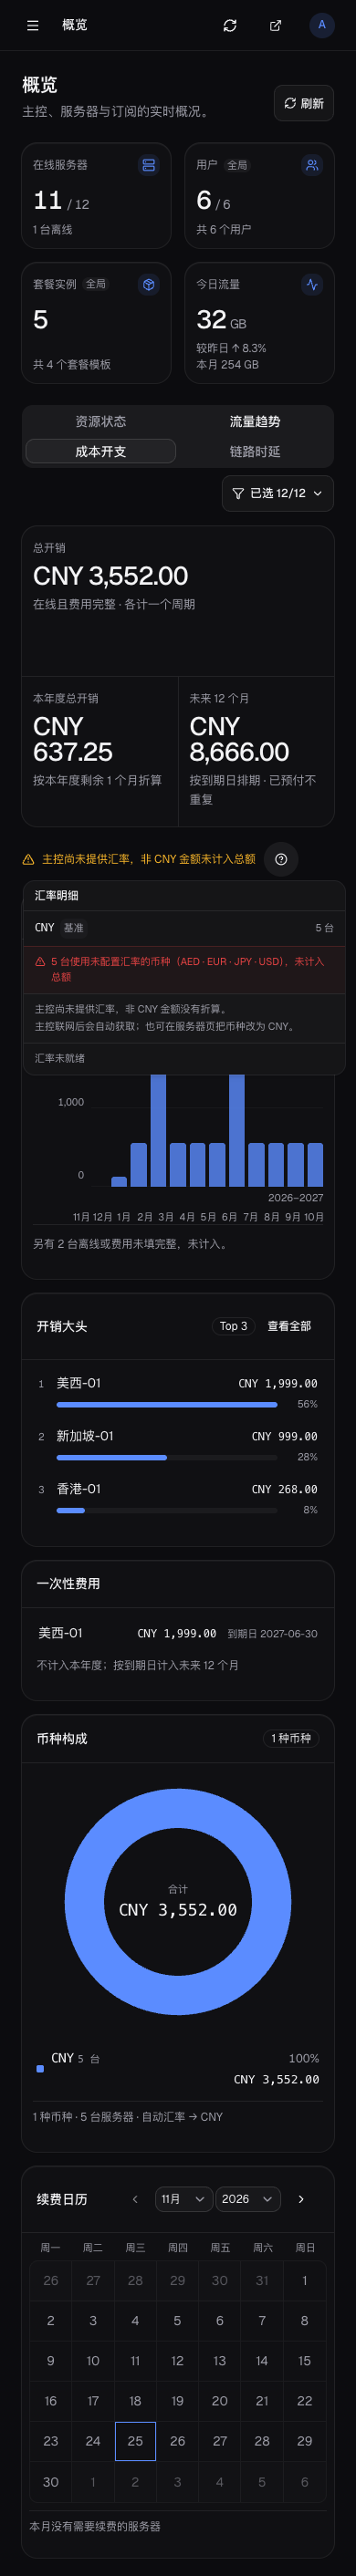 概览
A
概览
主控、服务器与订阅的实时概况。
刷新
在线服务器
11 / 12
1 台离线
用户 全局
6 / 6
共 6 个用户
套餐实例 全局
5
共 4 个套餐模板
今日流量
32 GB
较昨日 ↑ 8.3%
本月 254 GB
资源状态
流量趋势
成本开支
链路时延
已选 12/12
总开销
CNY 3,552.00
在线且费用完整 · 各计一个周期
本年度总开销
CNY
637.25
按本年度剩余 1 个月折算
未来 12 个月
CNY
8,666.00
按到期日排期 · 已预付不
重复
主控尚未提供汇率，非 CNY 金额未计入总额
汇率明细
CNY 基准 5 台
5 台使用未配置汇率的币种（AED · EUR · JPY · USD），未计入
总额
主控尚未提供汇率，非 CNY 金额没有折算。
主控联网后会自动获取；也可在服务器页把币种改为 CNY。
汇率未就绪
1,000
0
2026–2027
11月 12月 1月 2月 3月 4月 5月 6月 7月 8月 9月 10月
另有 2 台离线或费用未填完整，未计入。
开销大头
Top 3
查看全部
1 美西-01 CNY 1,999.00
56%
2 新加坡-01 CNY 999.00
28%
3 香港-01 CNY 268.00
8%
一次性费用
美西-01 CNY 1,999.00 到期日 2027-06-30
不计入本年度；按到期日计入未来 12 个月
币种构成
1 种币种
合计
CNY 3,552.00
CNY 5 台 100%
CNY 3,552.00
1 种币种 · 5 台服务器 · 自动汇率 → CNY
续费日历
11月
2026
周一 周二 周三 周四 周五 周六 周日
26 27 28 29 30 31 1
2 3 4 5 6 7 8
9 10 11 12 13 14 15
16 17 18 19 20 21 22
23 24 25 26 27 28 29
30 1 2 3 4 5 6
本月没有需要续费的服务器